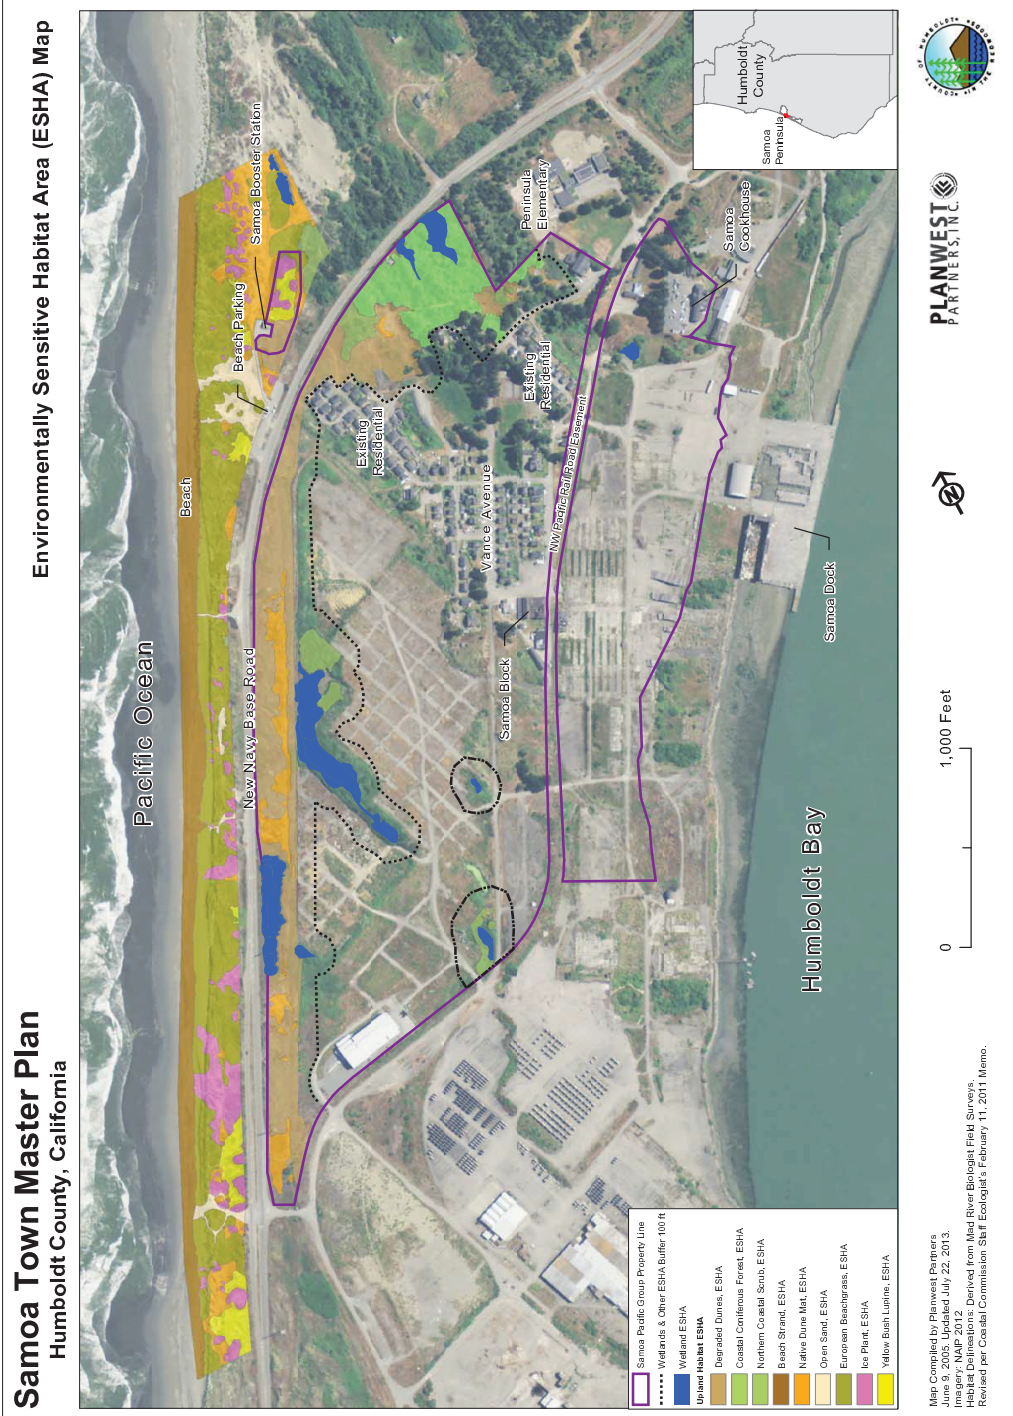 Samoa Town Master Plan
Humboldt County, California
Environmentally Sensitive Habitat Area (ESHA) Map
Pacific Ocean
Beach
Beach Parking
Samoa Booster Station
New Navy Base Road
Existing
Residential
Existing
Residential
Peninsula
Elementary
Samoa
Cookhouse
Vance Avenue
NW Pacific Rail Road Easement
Samoa Block
Samoa Dock
Humboldt Bay
Humboldt
County
Samoa
Peninsula
Samoa Pacific Group Property Line
Wetlands & Other ESHA Buffer 100 ft
Wetland ESHA
Upland Habitat ESHA
Degraded Dunes, ESHA
Coastal Coniferous Forest, ESHA
Northern Coastal Scrub, ESHA
Beach Strand, ESHA
Native Dune Mat, ESHA
Open Sand, ESHA
European Beachgrass, ESHA
Ice Plant, ESHA
Yellow Bush Lupine, ESHA
Map Compiled by Planwest Partners
June 9, 2005. Updated July 22, 2013.
Imagery: NAIP 2012
Habitat Delineations: Derived from Mad River Biologist Field Surveys.
Revised per Coastal Commission Staff Ecologist's February 11, 2011 Memo.
0
1,000 Feet
N
PLANWEST
PARTNERS, INC.
COUNTY OF HUMBOLDT